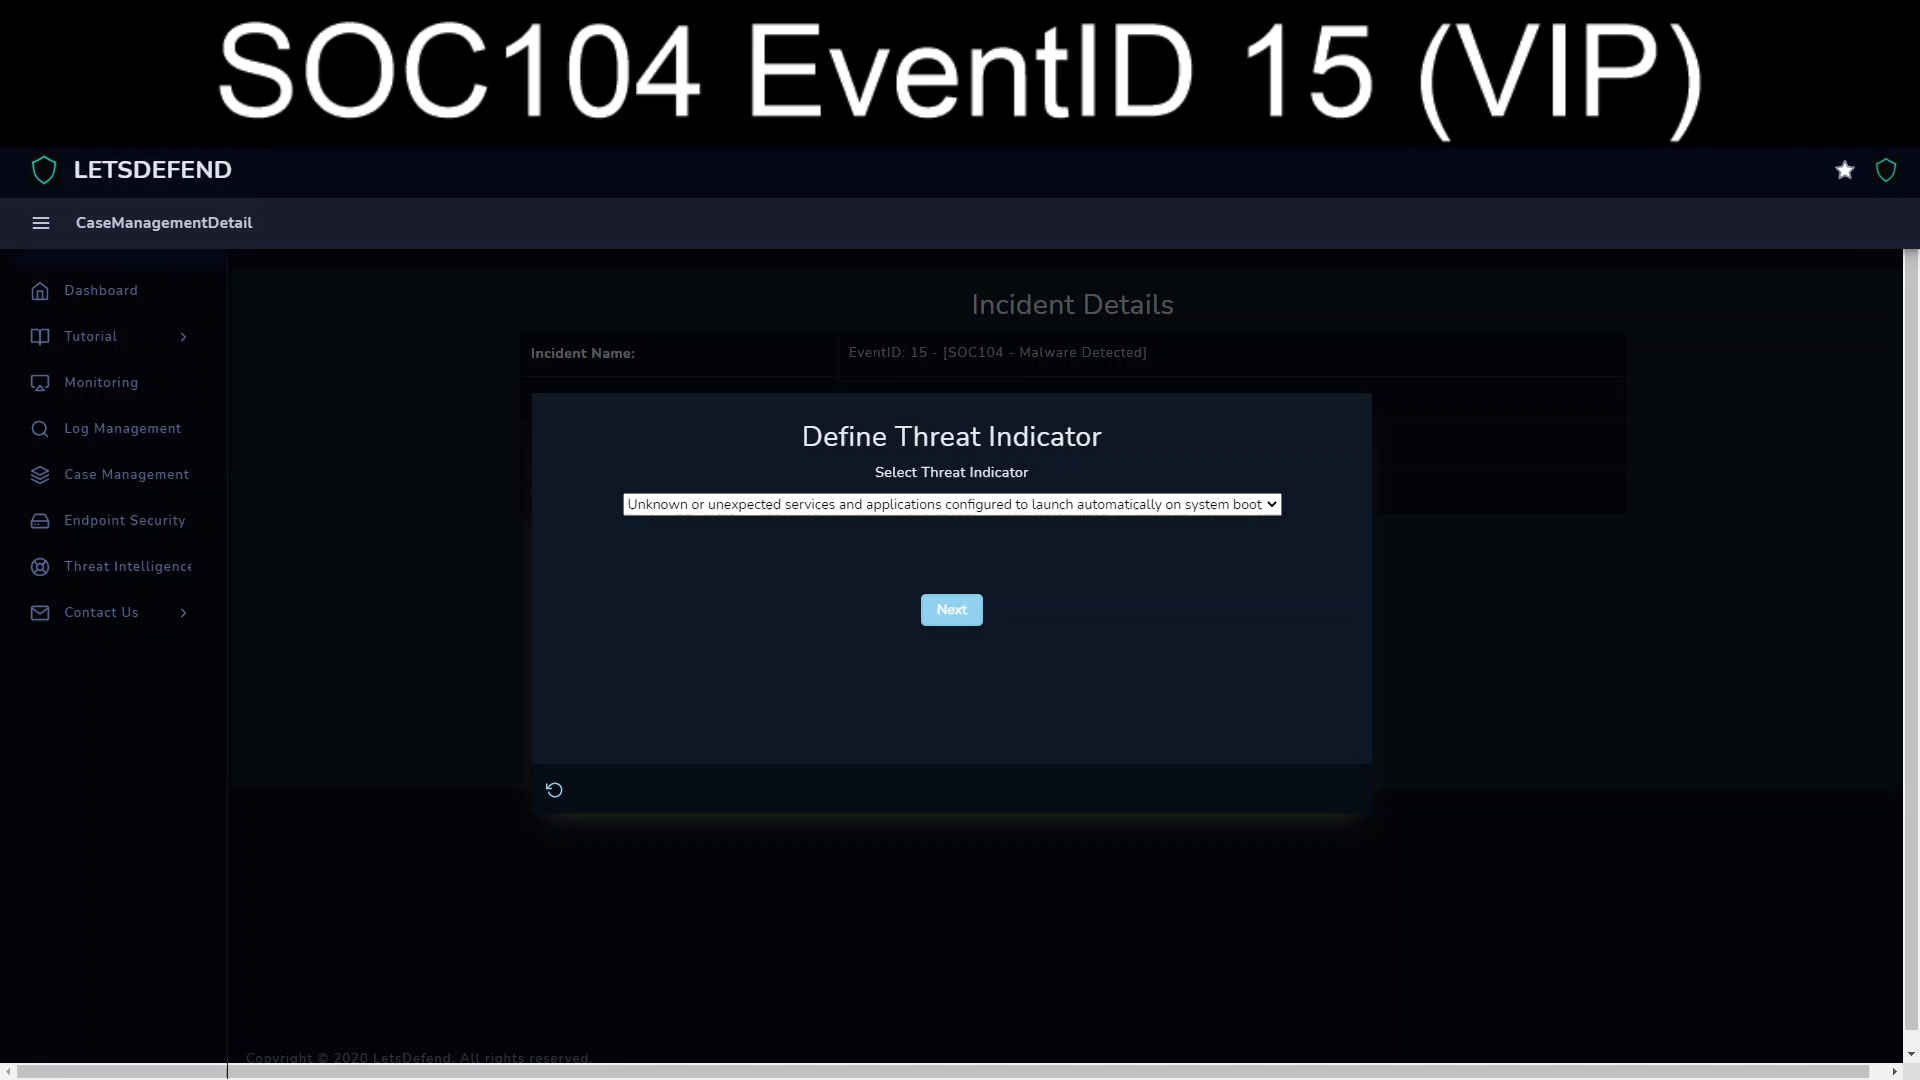 SOC104 EventID 15 (VIP)
LETSDEFEND
CaseManagementDetail
Dashboard
Tutorial
Monitoring
Log Management
Case Management
Endpoint Security
Threat Intelligence
Contact Us
Incident Details
Incident Name:
EventID: 15 - [SOC104 - Malware Detected]
Define Threat Indicator
Select Threat Indicator
Unknown or unexpected services and applications configured to launch automatically on system boot
Next
Copyright © 2020 LetsDefend. All rights reserved.